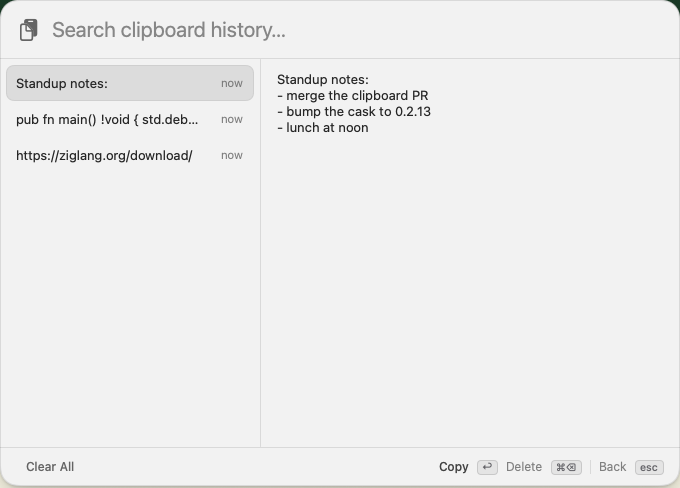 Search clipboard history...
Standup notes: now
pub fn main() !void { std.deb... now
https://ziglang.org/download/ now
Standup notes:
- merge the clipboard PR
- bump the cask to 0.2.13
- lunch at noon
Clear All
Copy ↩ Delete ⌘⌫ Back esc